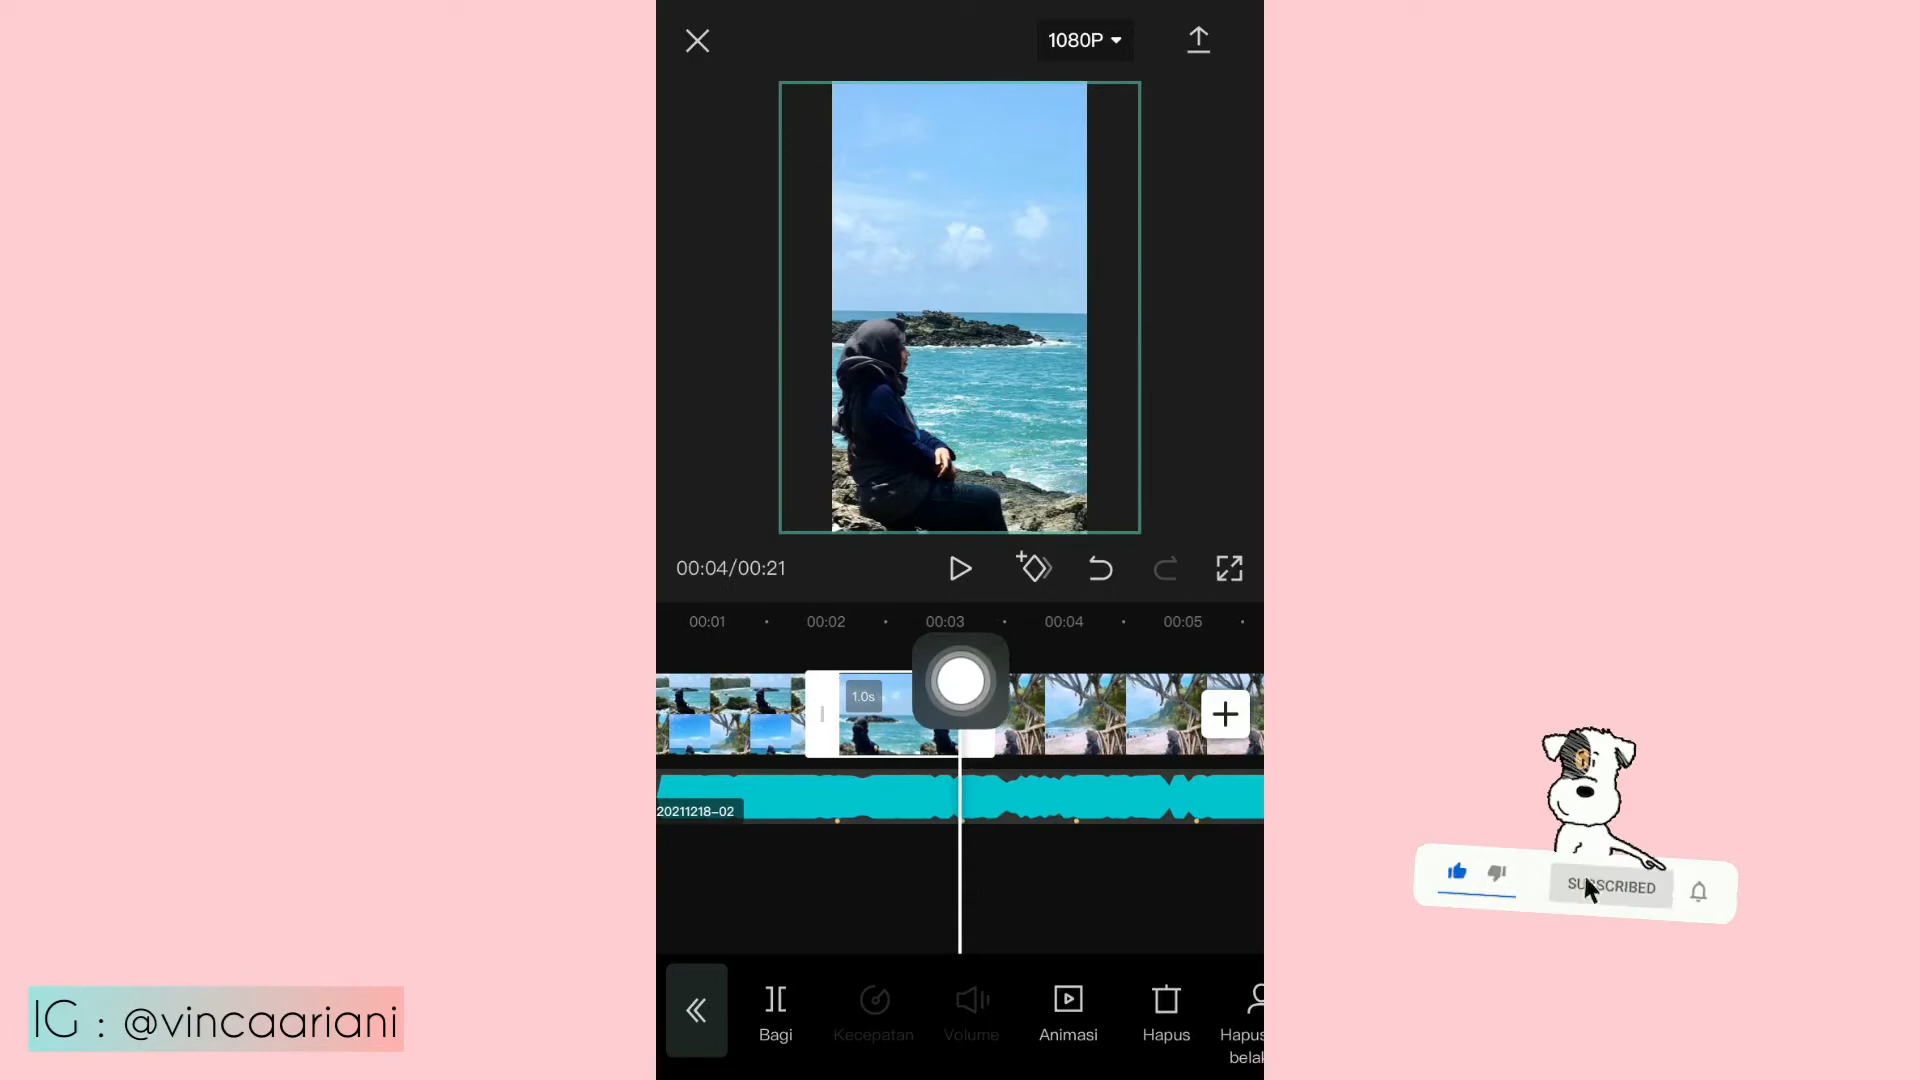 1080P
00:04/00:21
00:01 00:02 00:03 00:04 00:05
1.0s
20211218-02
SUBSCRIBED
Bagi Kecepatan Volume Animasi Hapus Hapus
IG : @vincaariani